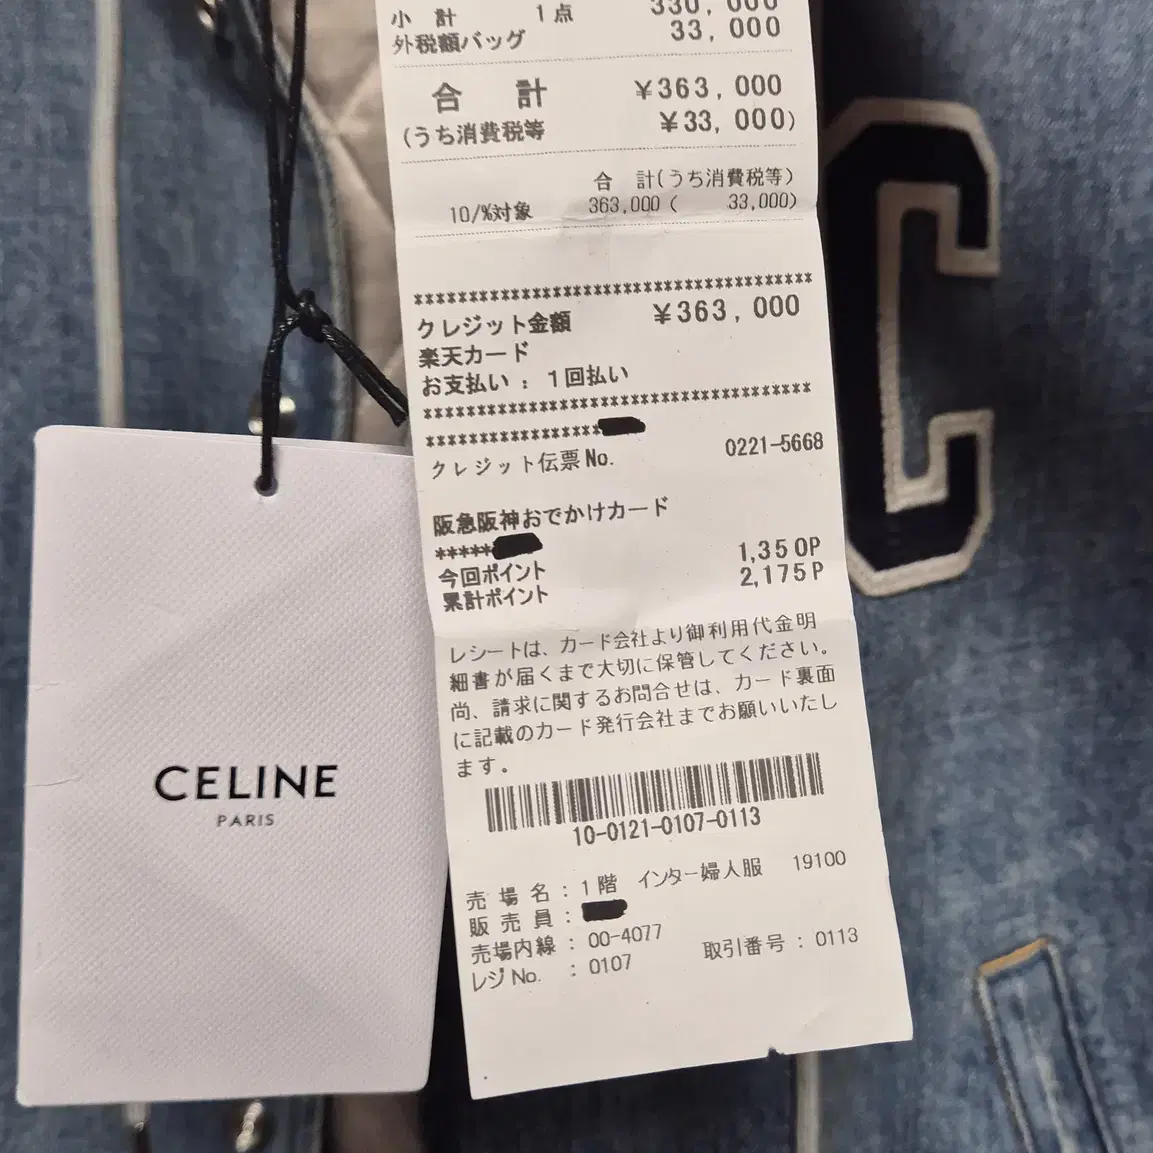 小 計 1点 330,000
外税額バッグ 33,000
合 計 ¥363,000
(うち消費税等 ¥33,000)
合 計(うち消費税等)
10/%対象 363,000( 33,000)
************************************
クレジット金額 ¥363,000
楽天カード
お支払い : 1回払い
************************************
****************
クレジット伝票No. 0221-5668
阪急阪神おでかけカード
*****
今回ポイント 1,350P
累計ポイント 2,175P
レシートは、カード会社より御利用代金明
細書が届くまで大切に保管してください。
尚、請求に関するお問合せは、カード裏面
に記載のカード発行会社までお願いいたし
ます。
10-0121-0107-0113
売 場 名 : 1階 インター婦人服 19100
販 売 員 :
売場内線 : 00-4077
レジNo. : 0107 取引番号 : 0113
CELINE
PARIS
C